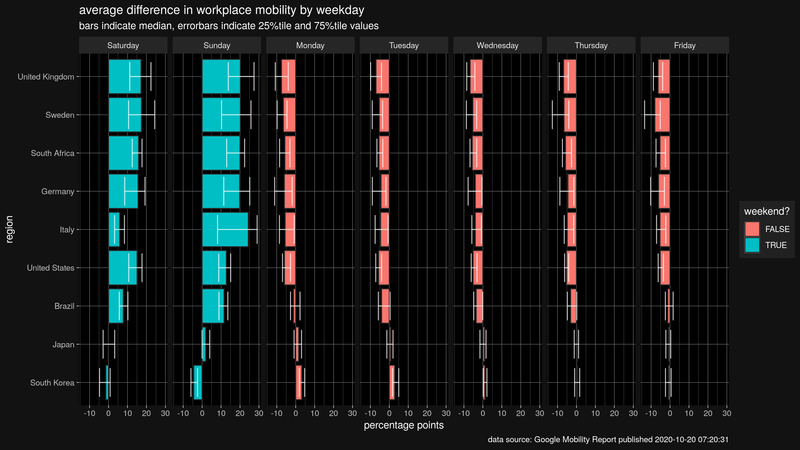 average difference in workplace mobility by weekday
bars indicate median, errorbars indicate 25%tile and 75%tile values
Saturday Sunday Monday Tuesday Wednesday Thursday Friday
United Kingdom
Sweden
South Africa
Germany
Italy
United States
Brazil
Japan
South Korea
region
weekend?
FALSE
TRUE
-10 0 10 20 30 -10 0 10 20 30 -10 0 10 20 30 -10 0 10 20 30 -10 0 10 20 30 -10 0 10 20 30 -10 0 10 20 30
percentage points
data source: Google Mobility Report published 2020-10-20 07:20:31